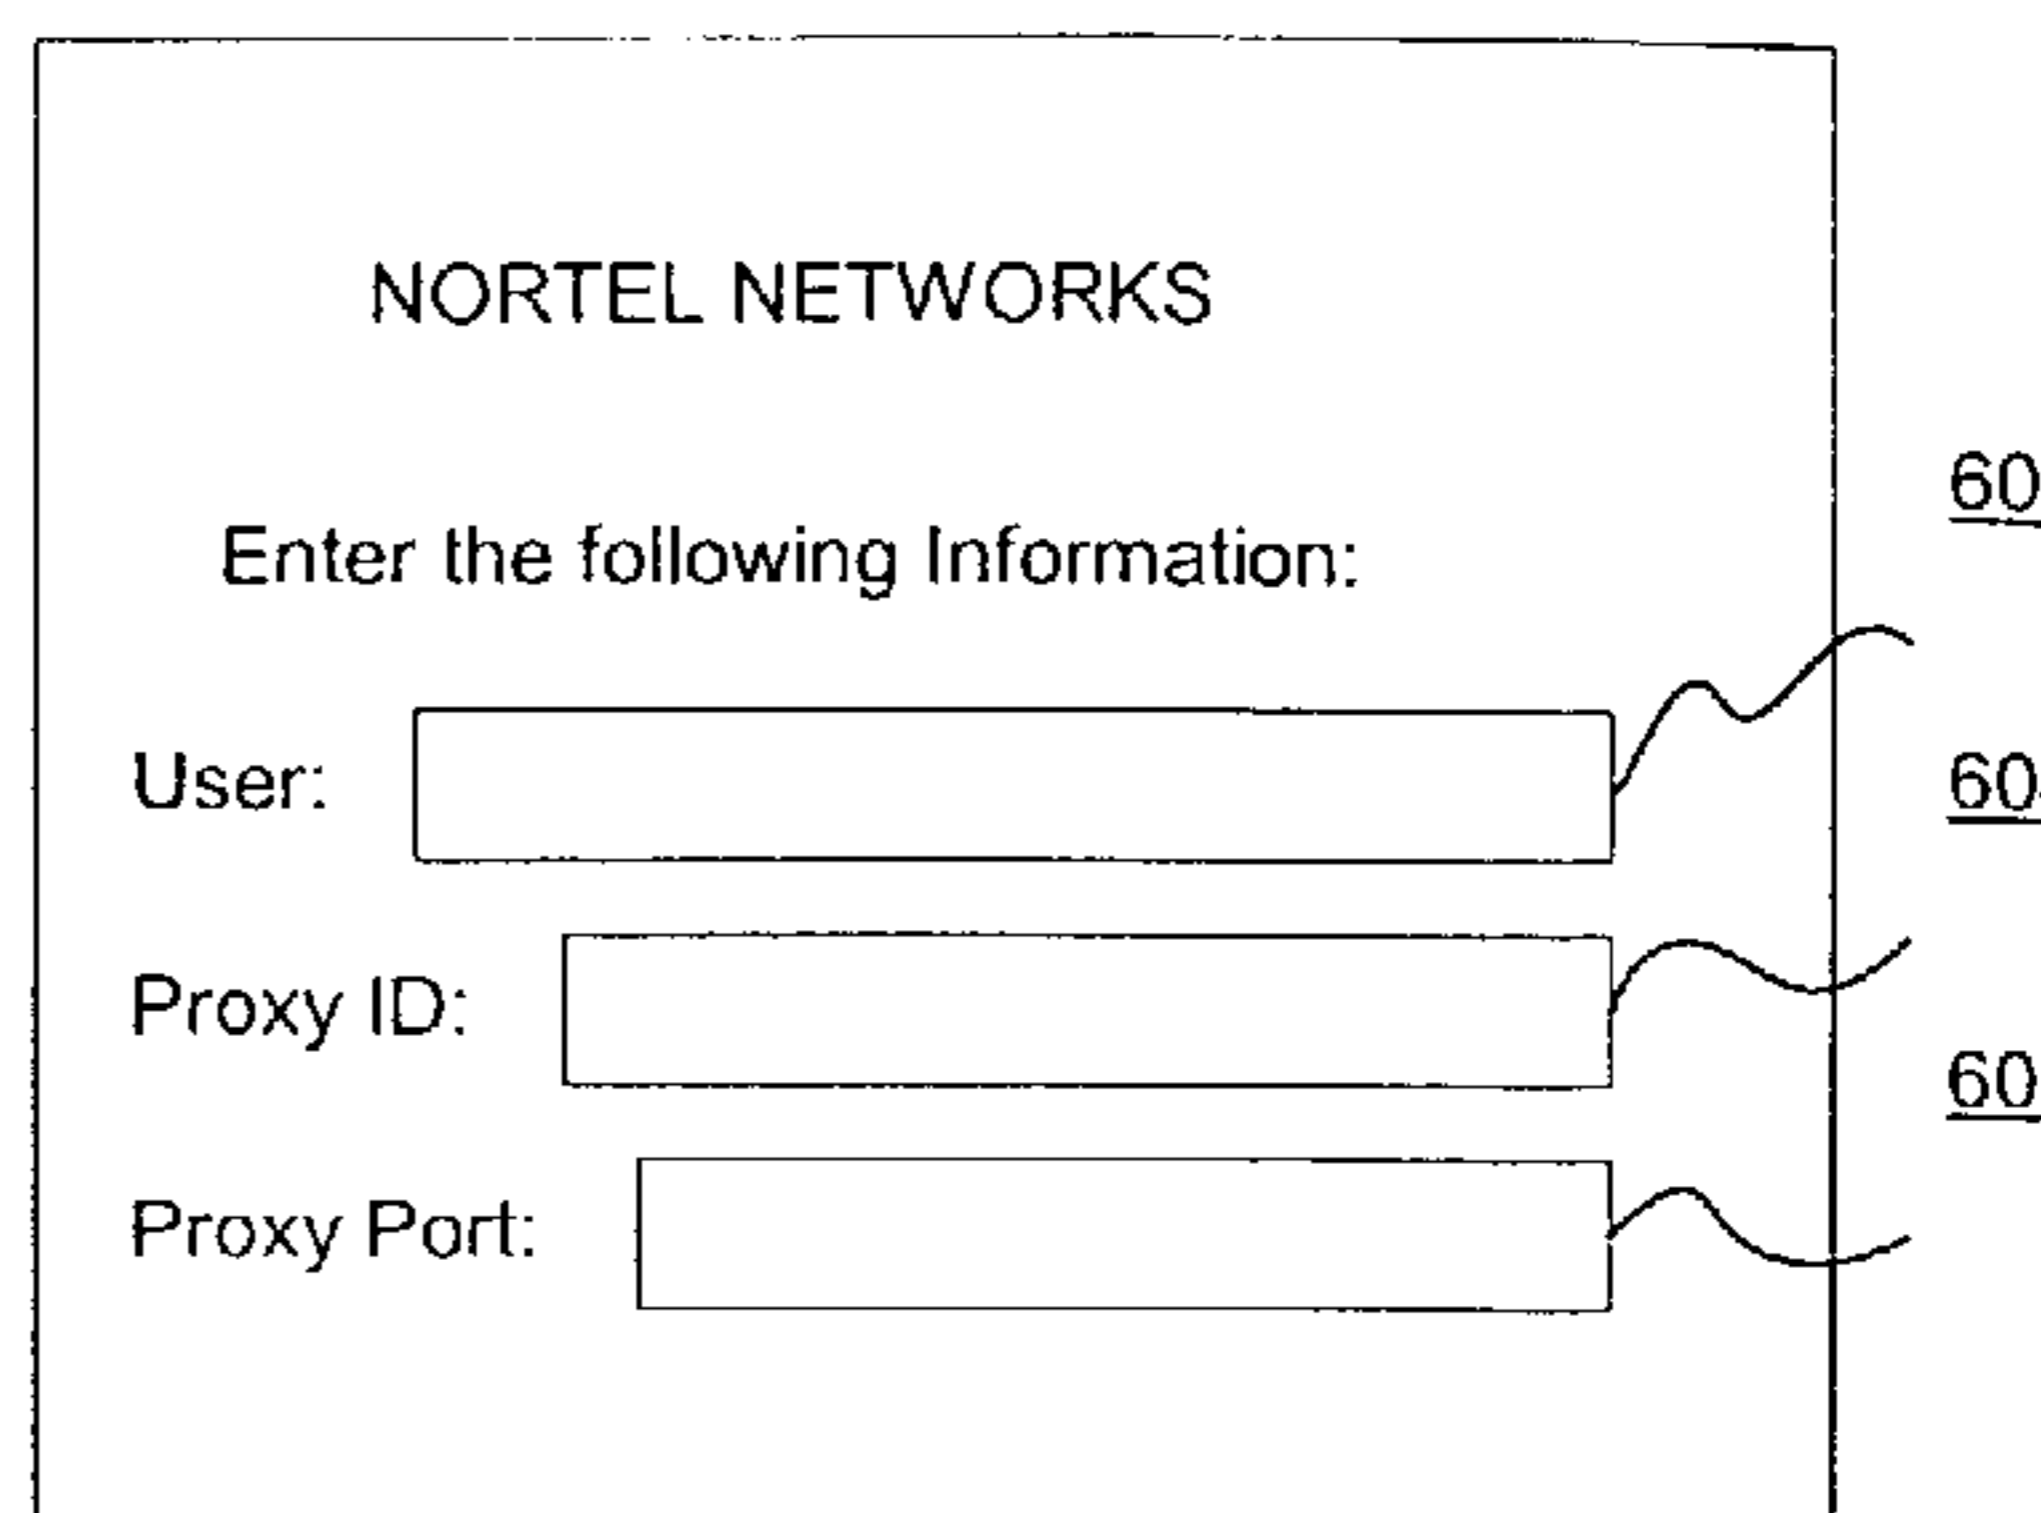 NORTEL NETWORKS
Enter the following Information:
User:
Proxy ID:
Proxy Port: